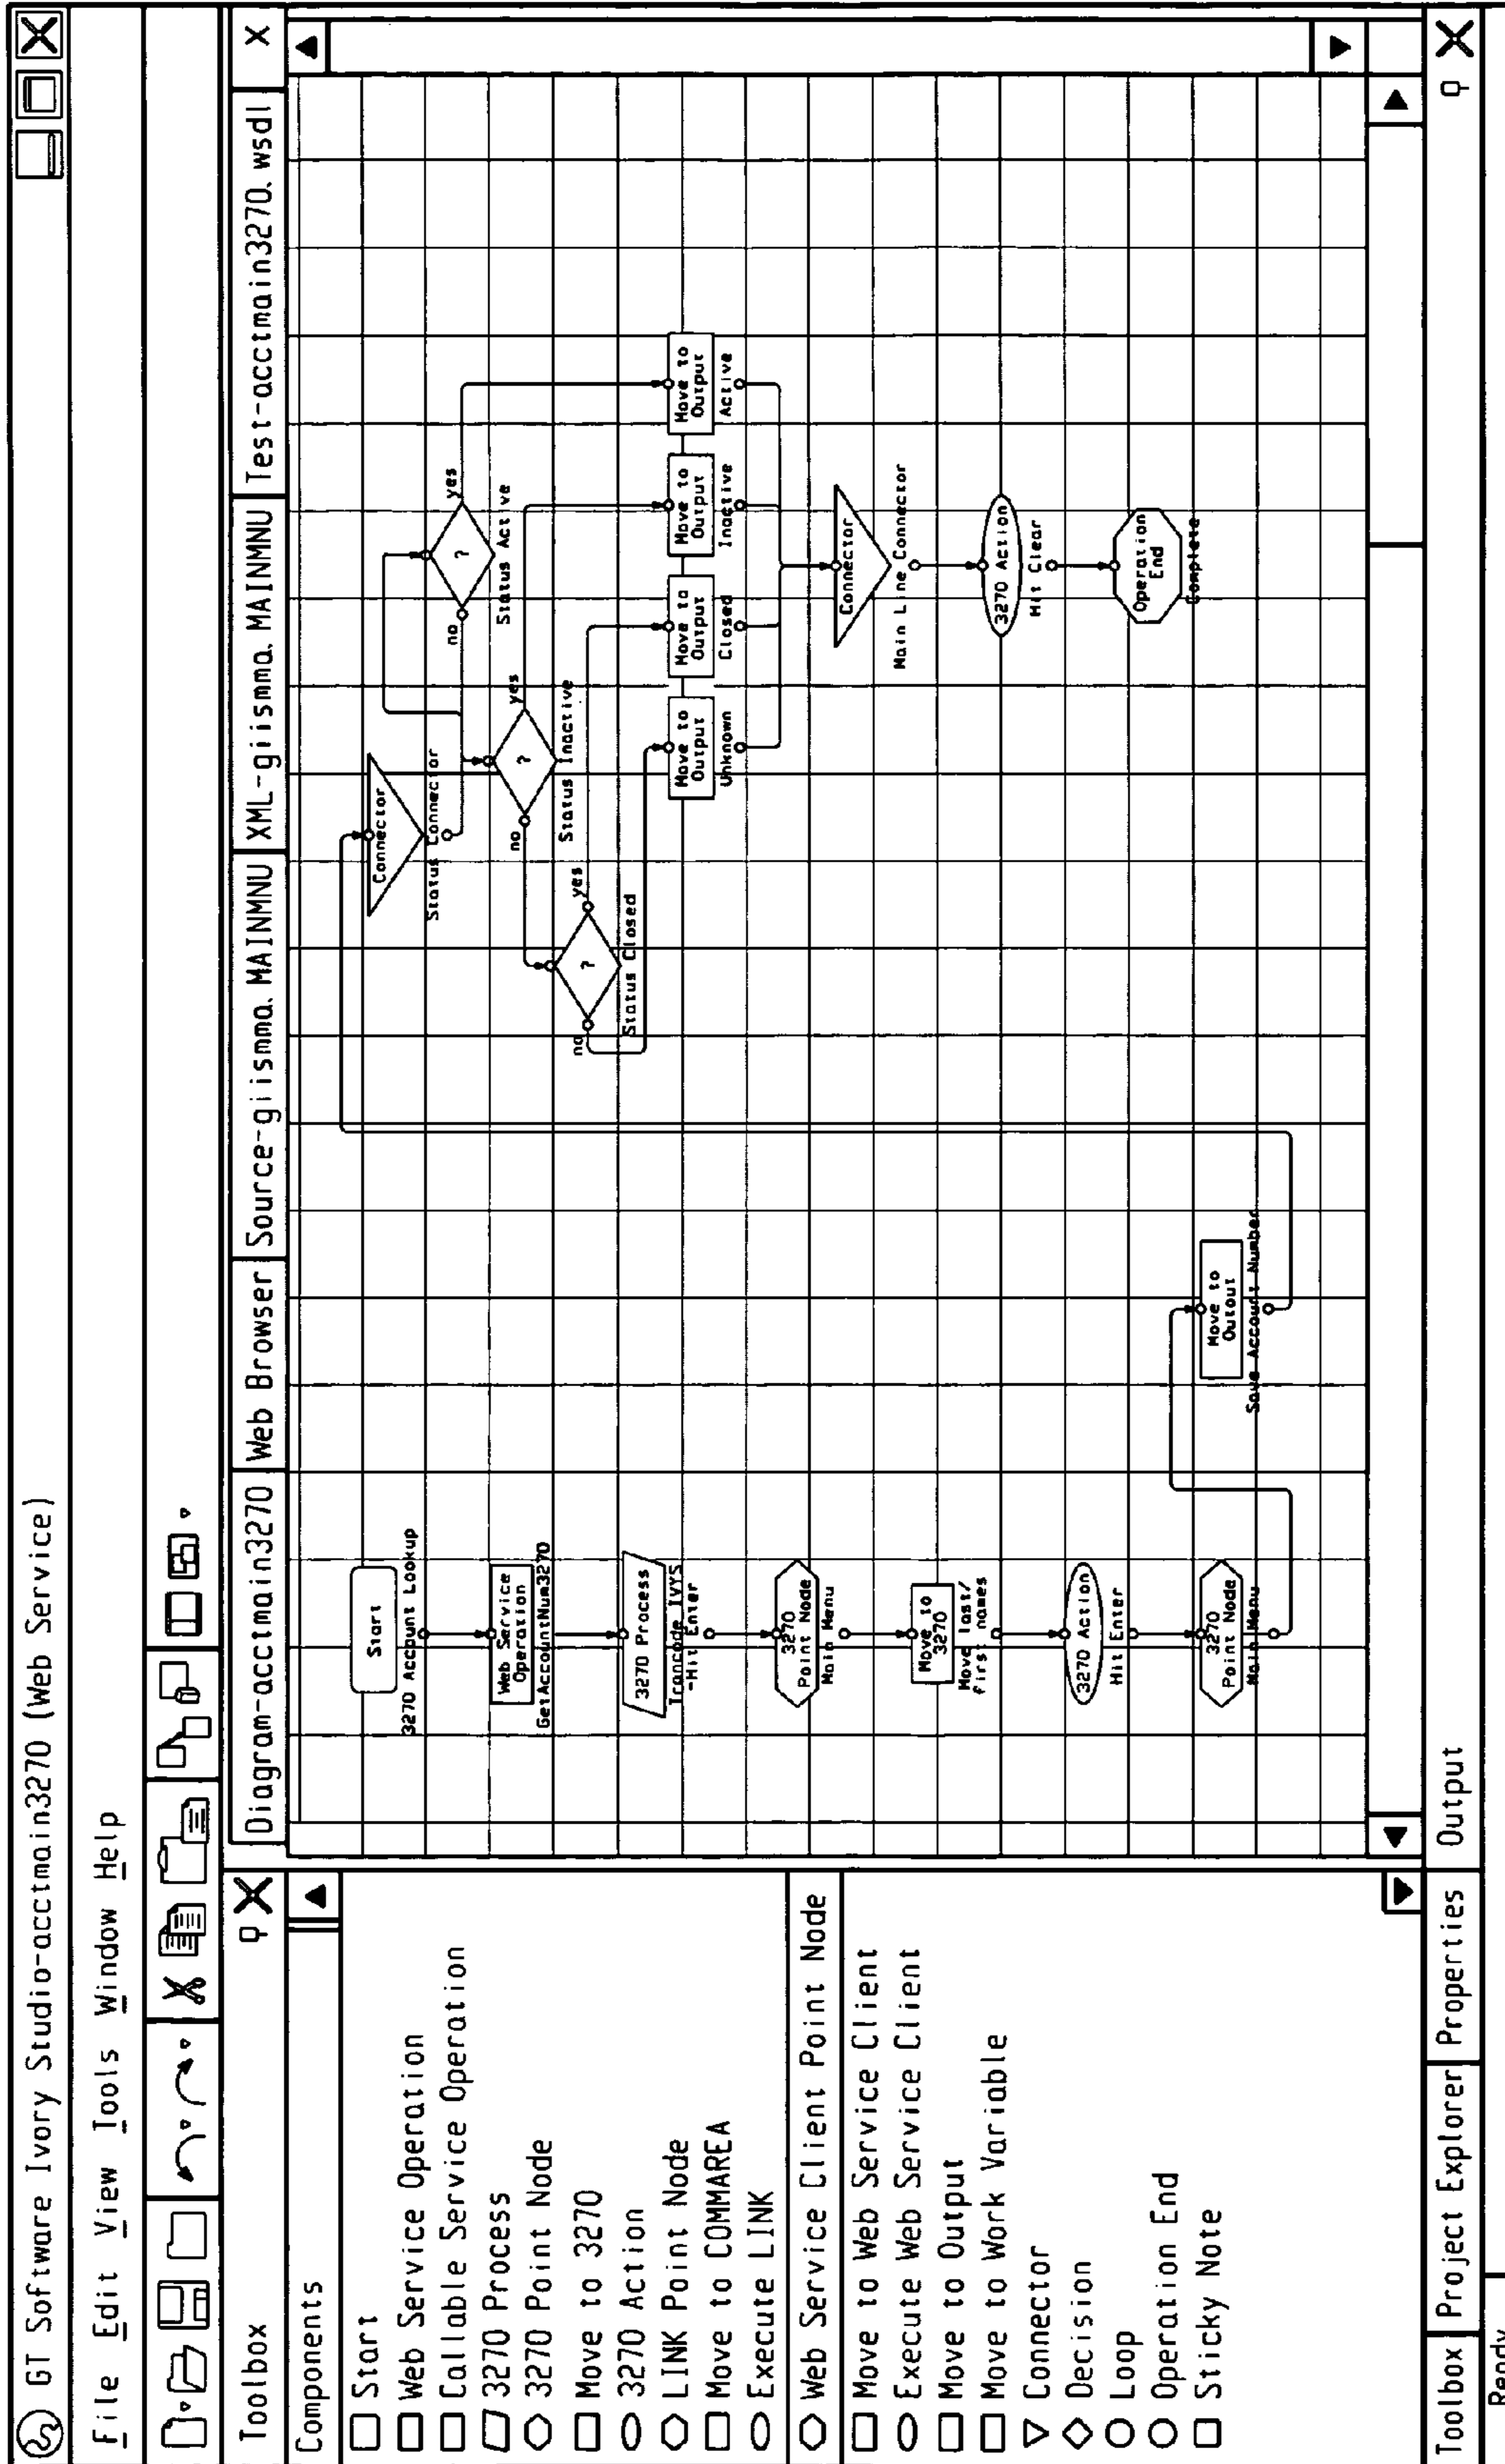 GT Software Ivory Studio-acctmain3270 (Web Service)
File Edit View Tools Window Help
Toolbox
Components
Start
Web Service Operation
Callable Service Operation
3270 Process
3270 Point Node
Move to 3270
3270 Action
LINK Point Node
Move to COMMAREA
Execute LINK
Web Service Client Point Node
Move to Web Service Client
Execute Web Service Client
Move to Output
Move to Work Variable
Connector
Decision
Loop
Operation End
Sticky Note
Diagram-acctmain3270
Web Browser
Source-giismma.MAINMNU
XML-giismma.MAINMNU
Test-acctmain3270.wsdl
X
Start
3270 Account Lookup
Web Service
Operation
GetAccountNum3270
3270 Process
Trancode IVYS
-Hit Enter
3270
Point Node
Main Menu
Move to
3270
Move last/
first names
3270 Action
Hit Enter
3270
Point Node
Main Menu
Move to
Output
Save Account Number
Connector
Status Connector
?
yes
no
Status Active
?
yes
no
Status Inactive
?
yes
no
Status Closed
Move to
Output
Unknown
Move to
Output
Closed
Move to
Output
Inactive
Move to
Output
Active
Connector
Main Line Connector
3270 Action
Hit Clear
Operation
End
Complete
Toolbox
Project Explorer
Properties
Output
Ready